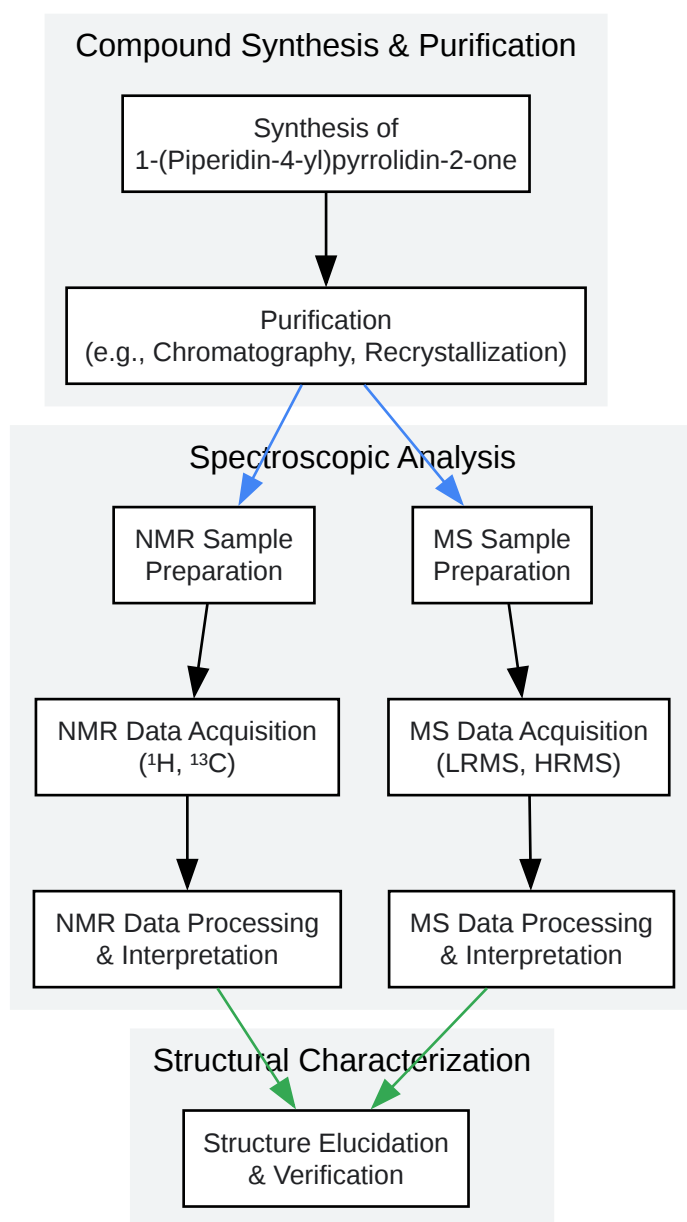 Compound Synthesis & Purification
Synthesis of
1-(Piperidin-4-yl)pyrrolidin-2-one
Purification
(e.g., Chromatography, Recrystallization)
Spectroscopic Analysis
NMR Sample
Preparation
MS Sample
Preparation
NMR Data Acquisition
(¹H, ¹³C)
MS Data Acquisition
(LRMS, HRMS)
NMR Data Processing
& Interpretation
MS Data Processing
& Interpretation
Structural Characterization
Structure Elucidation
& Verification